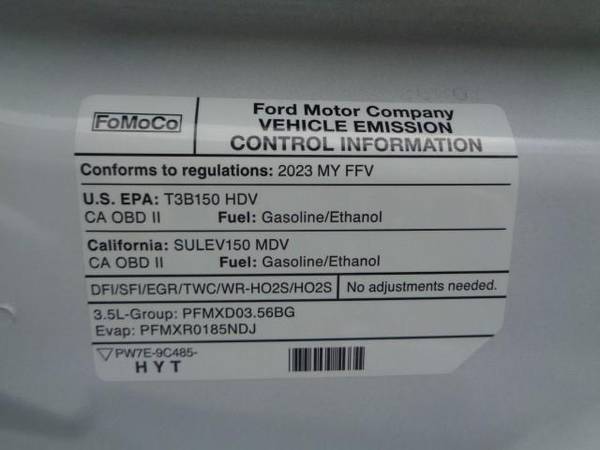 FoMoCo
Ford Motor Company
VEHICLE EMISSION
CONTROL INFORMATION
Conforms to regulations: 2023 MY FFV
U.S. EPA: T3B150 HDV
CA OBD II Fuel: Gasoline/Ethanol
California: SULEV150 MDV
CA OBD II Fuel: Gasoline/Ethanol
DFI/SFI/EGR/TWC/WR-HO2S/HO2S No adjustments needed.
3.5L-Group: PFMXD03.56BG
Evap: PFMXR0185NDJ
PW7E-9C485-
HYT